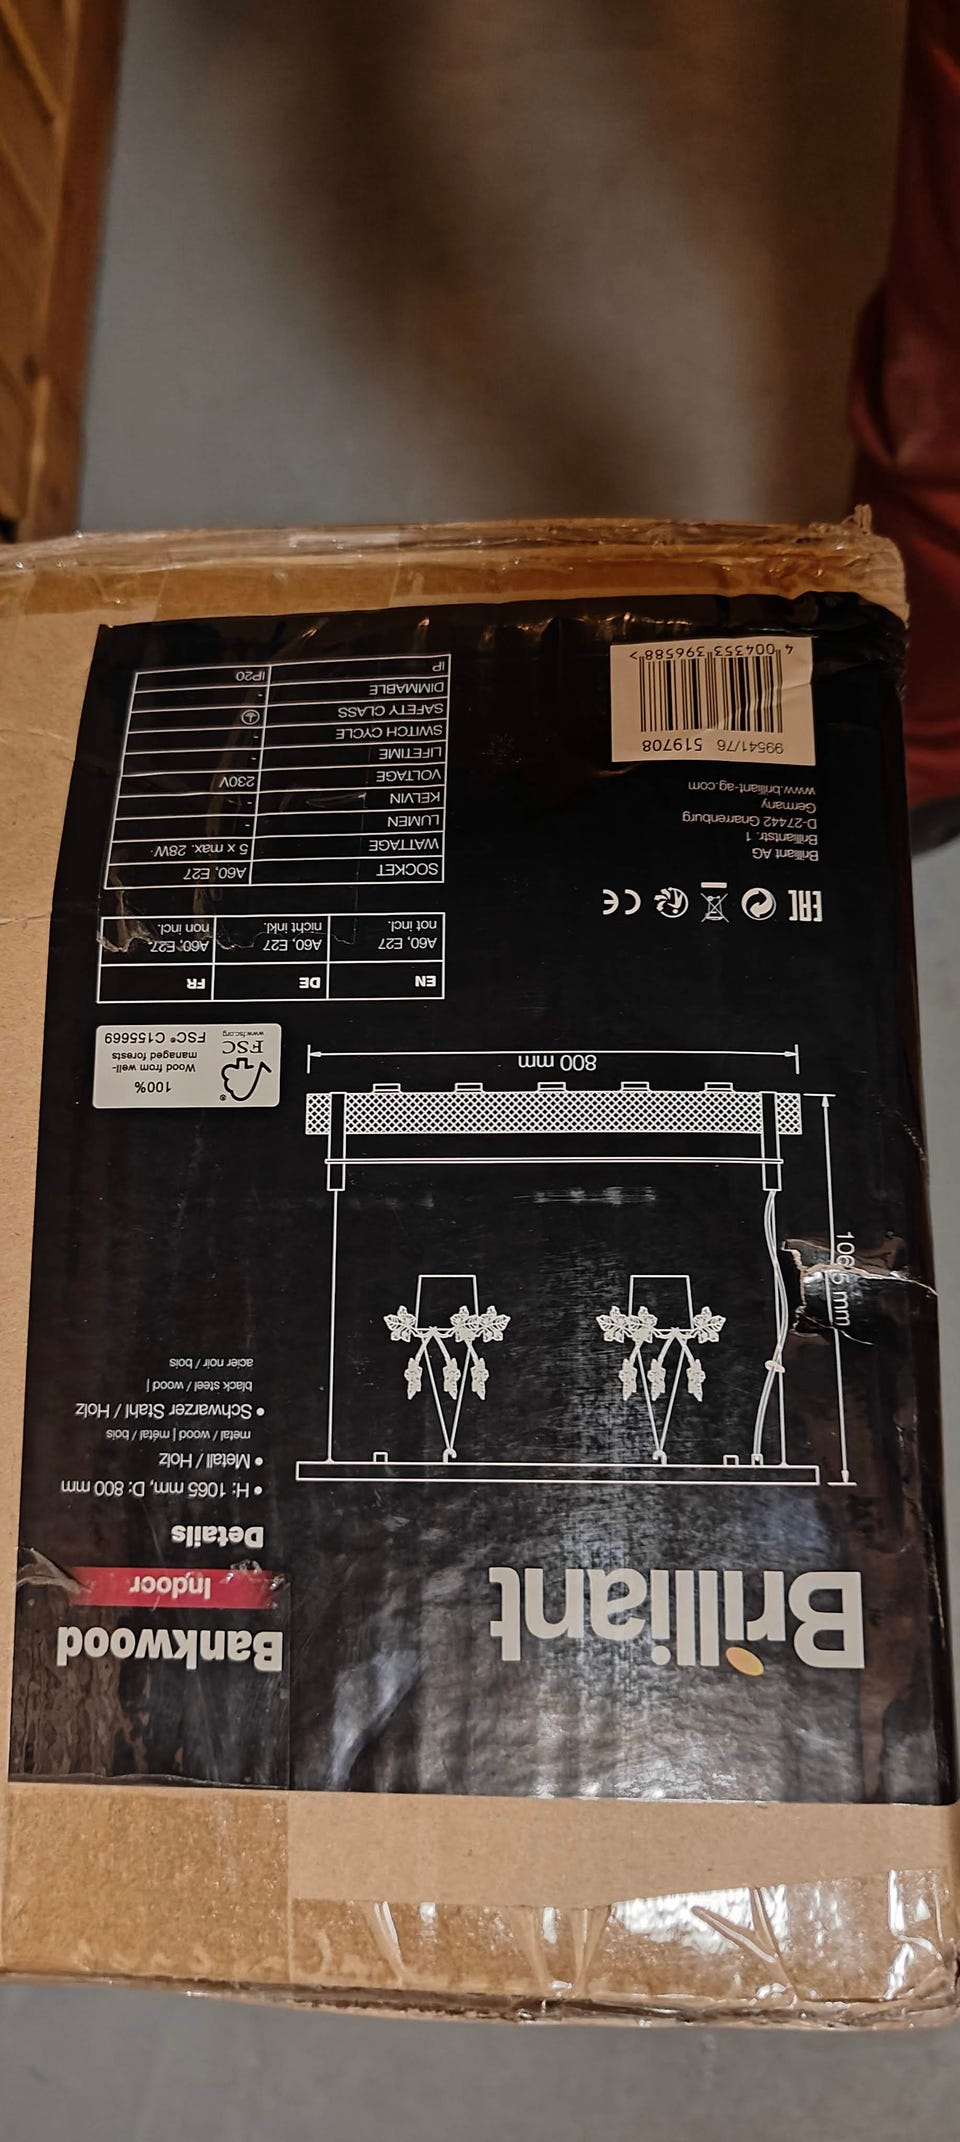 Brilliant
Bankwood
Indoor
Details
• H: 1065 mm, D: 800 mm
• Metall / Holz
metal / wood | métal / bois
• Schwarzer Stahl / Holz
black steel / wood |
acier noir / bois
mm
800 mm
100%
Wood from well-
managed forests
FSC® C155669
®
FSC
www.fsc.org
EN DE FR
A60, E27 A60, E27 A60, E27
not incl. nicht inkl. non incl.
SOCKET A60, E27
WATTAGE 5 x max. 28W
LUMEN -
KELVIN -
VOLTAGE 230V
LIFETIME -
SWITCH CYCLE -
SAFETY CLASS
DIMMABLE -
IP IP20
EAC CE
Brilliant AG
Brilliantstr. 1
D-27442 Gnarrenburg
Germany
www.brilliant-ag.com
99541/76 519708
4 004353 396588 >